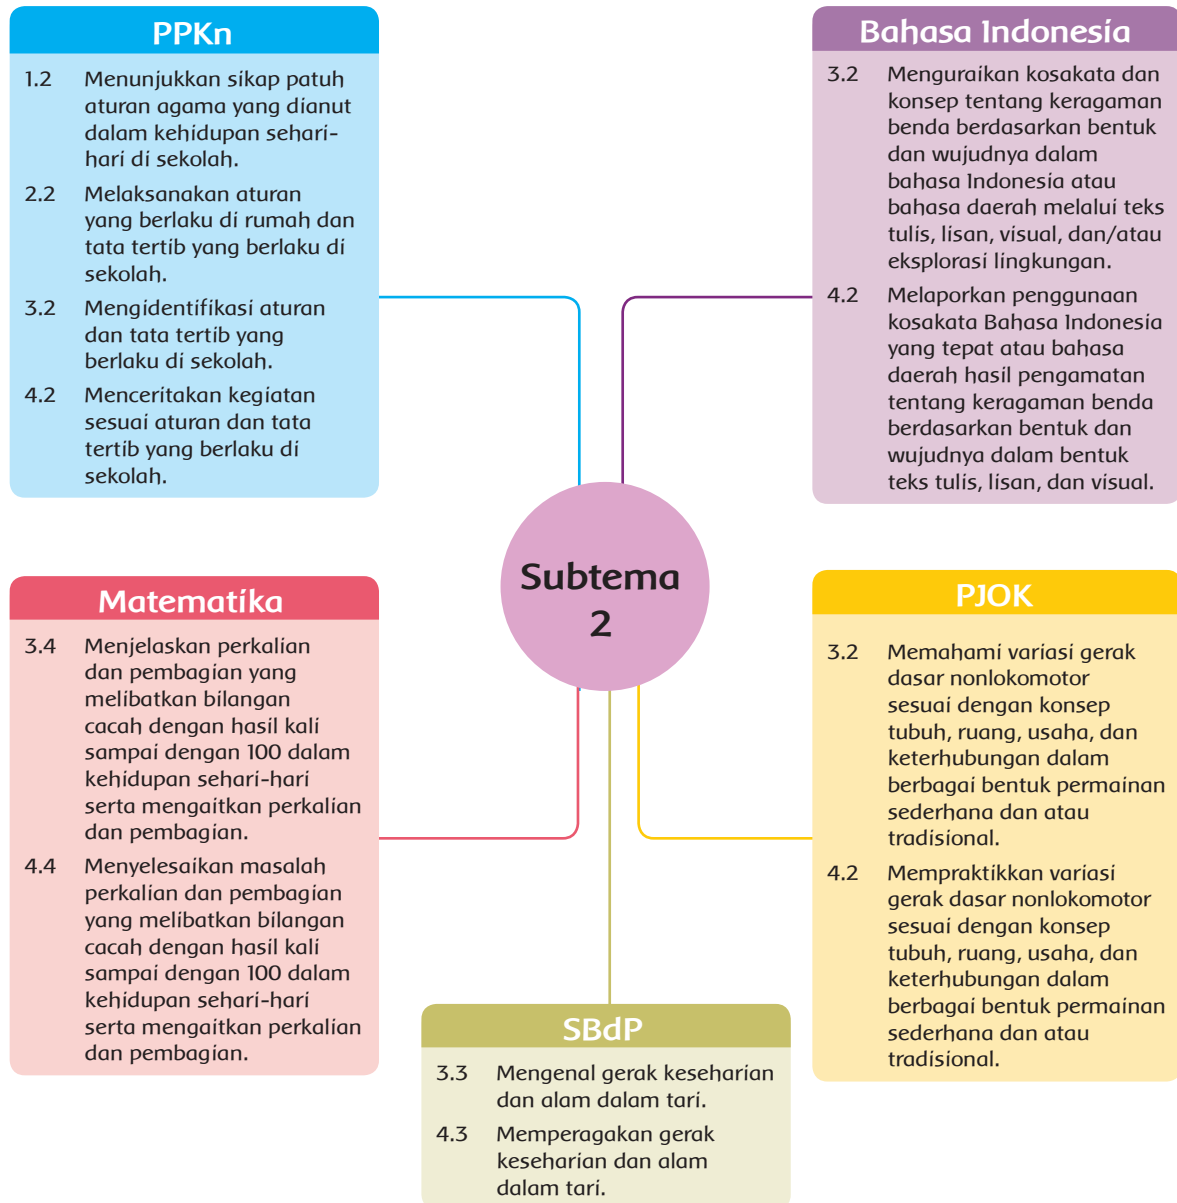 PPKn
1.2 Menunjukkan sikap patuh
aturan agama yang dianut
dalam kehidupan sehari-
hari di sekolah.
2.2 Melaksanakan aturan
yang berlaku di rumah dan
tata tertib yang berlaku di
sekolah.
3.2 Mengidentifikasi aturan
dan tata tertib yang
berlaku di sekolah.
4.2 Menceritakan kegiatan
sesuai aturan dan tata
tertib yang berlaku di
sekolah.
Bahasa Indonesia
3.2 Menguraikan kosakata dan
konsep tentang keragaman
benda berdasarkan bentuk
dan wujudnya dalam
bahasa Indonesia atau
bahasa daerah melalui teks
tulis, lisan, visual, dan/atau
eksplorasi lingkungan.
4.2 Melaporkan penggunaan
kosakata Bahasa Indonesia
yang tepat atau bahasa
daerah hasil pengamatan
tentang keragaman benda
berdasarkan bentuk dan
wujudnya dalam bentuk
teks tulis, lisan, dan visual.
Subtema
2
Matematika
3.4 Menjelaskan perkalian
dan pembagian yang
melibatkan bilangan
cacah dengan hasil kali
sampai dengan 100 dalam
kehidupan sehari-hari
serta mengaitkan perkalian
dan pembagian.
4.4 Menyelesaikan masalah
perkalian dan pembagian
yang melibatkan bilangan
cacah dengan hasil kali
sampai dengan 100 dalam
kehidupan sehari-hari
serta mengaitkan perkalian
dan pembagian.
PJOK
3.2 Memahami variasi gerak
dasar nonlokomotor
sesuai dengan konsep
tubuh, ruang, usaha, dan
keterhubungan dalam
berbagai bentuk permainan
sederhana dan atau
tradisional.
4.2 Mempraktikkan variasi
gerak dasar nonlokomotor
sesuai dengan konsep
tubuh, ruang, usaha, dan
keterhubungan dalam
berbagai bentuk permainan
sederhana dan atau
tradisional.
SBdP
3.3 Mengenal gerak keseharian
dan alam dalam tari.
4.3 Memperagakan gerak
keseharian dan alam
dalam tari.